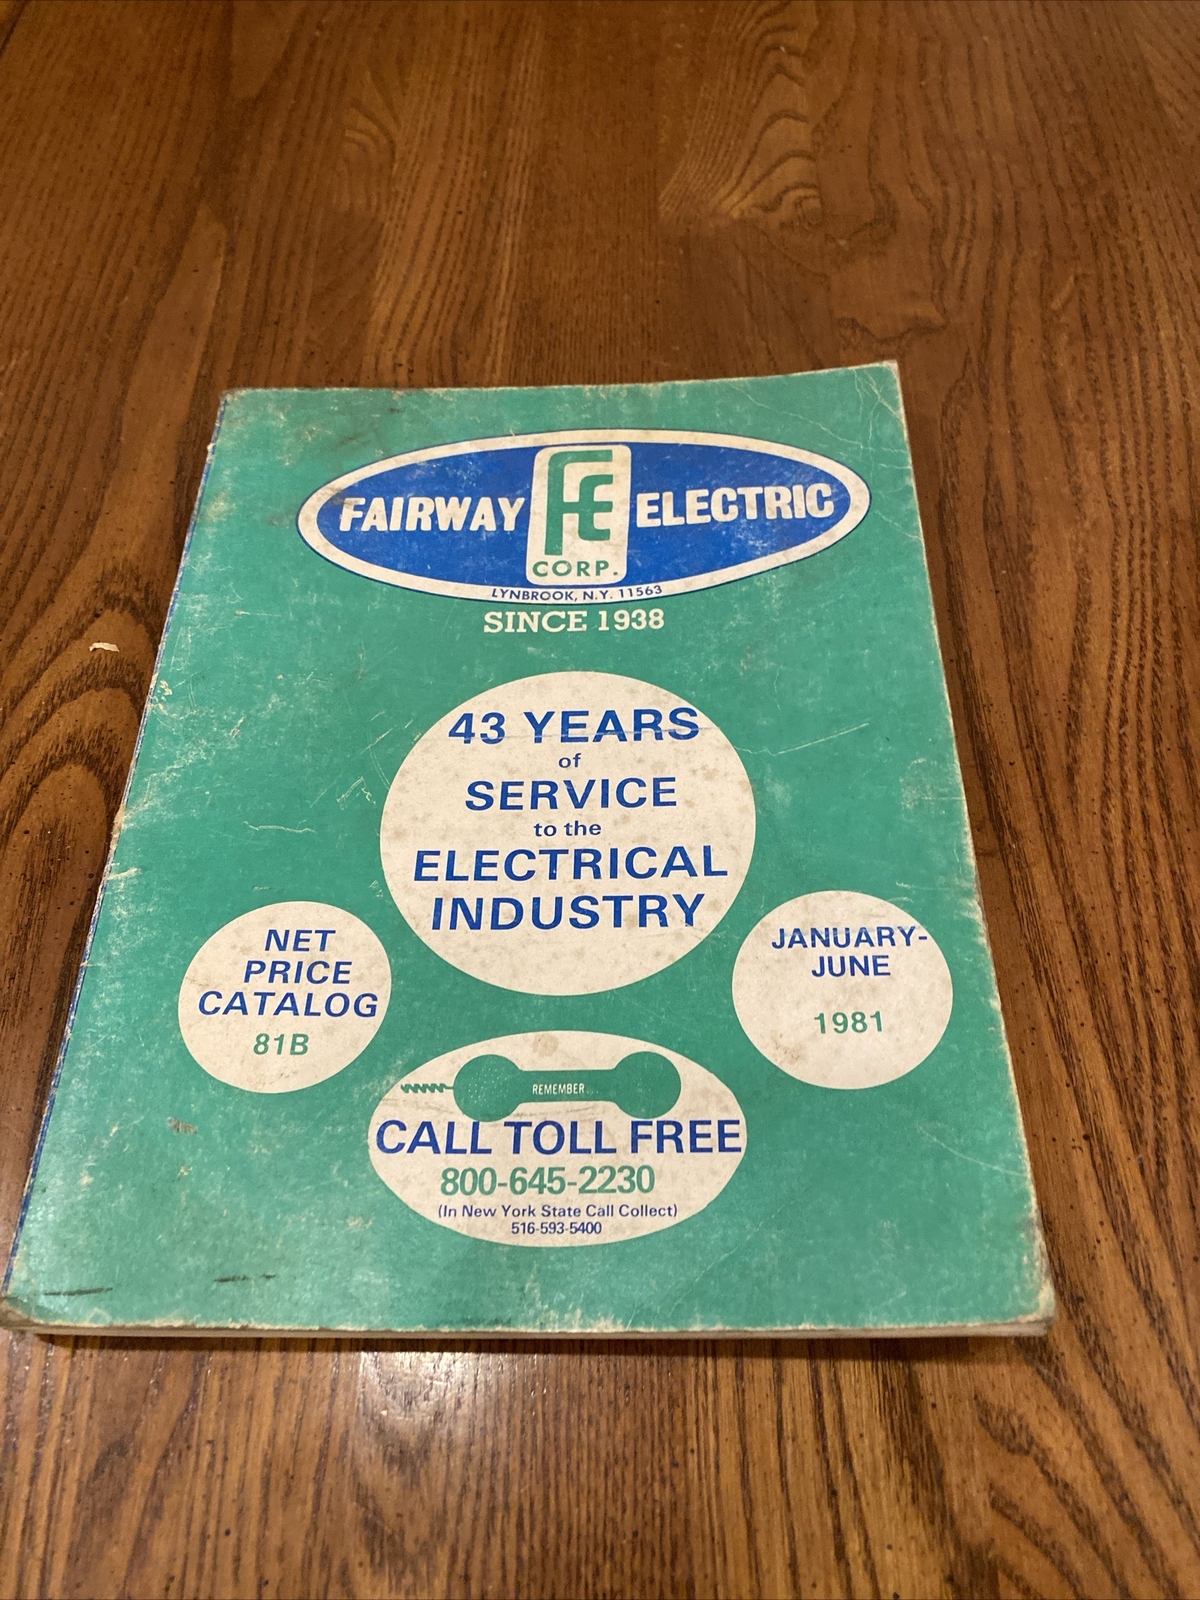 FAIRWAY FE ELECTRIC
CORP.
LYNBROOK, N.Y. 11563
SINCE 1938
43 YEARS
of
SERVICE
to the
ELECTRICAL
INDUSTRY
NET
PRICE
CATALOG
81B
JANUARY-
JUNE
1981
REMEMBER...
CALL TOLL FREE
800-645-2230
(In New York State Call Collect)
516-593-5400